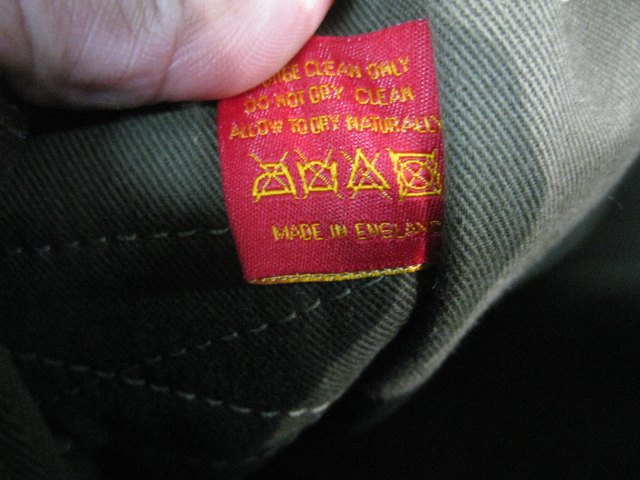 CLEAN ONLY
DO NOT DRY CLEAN
ALLOW TO DRY NATURALLY
MADE IN ENGLAND